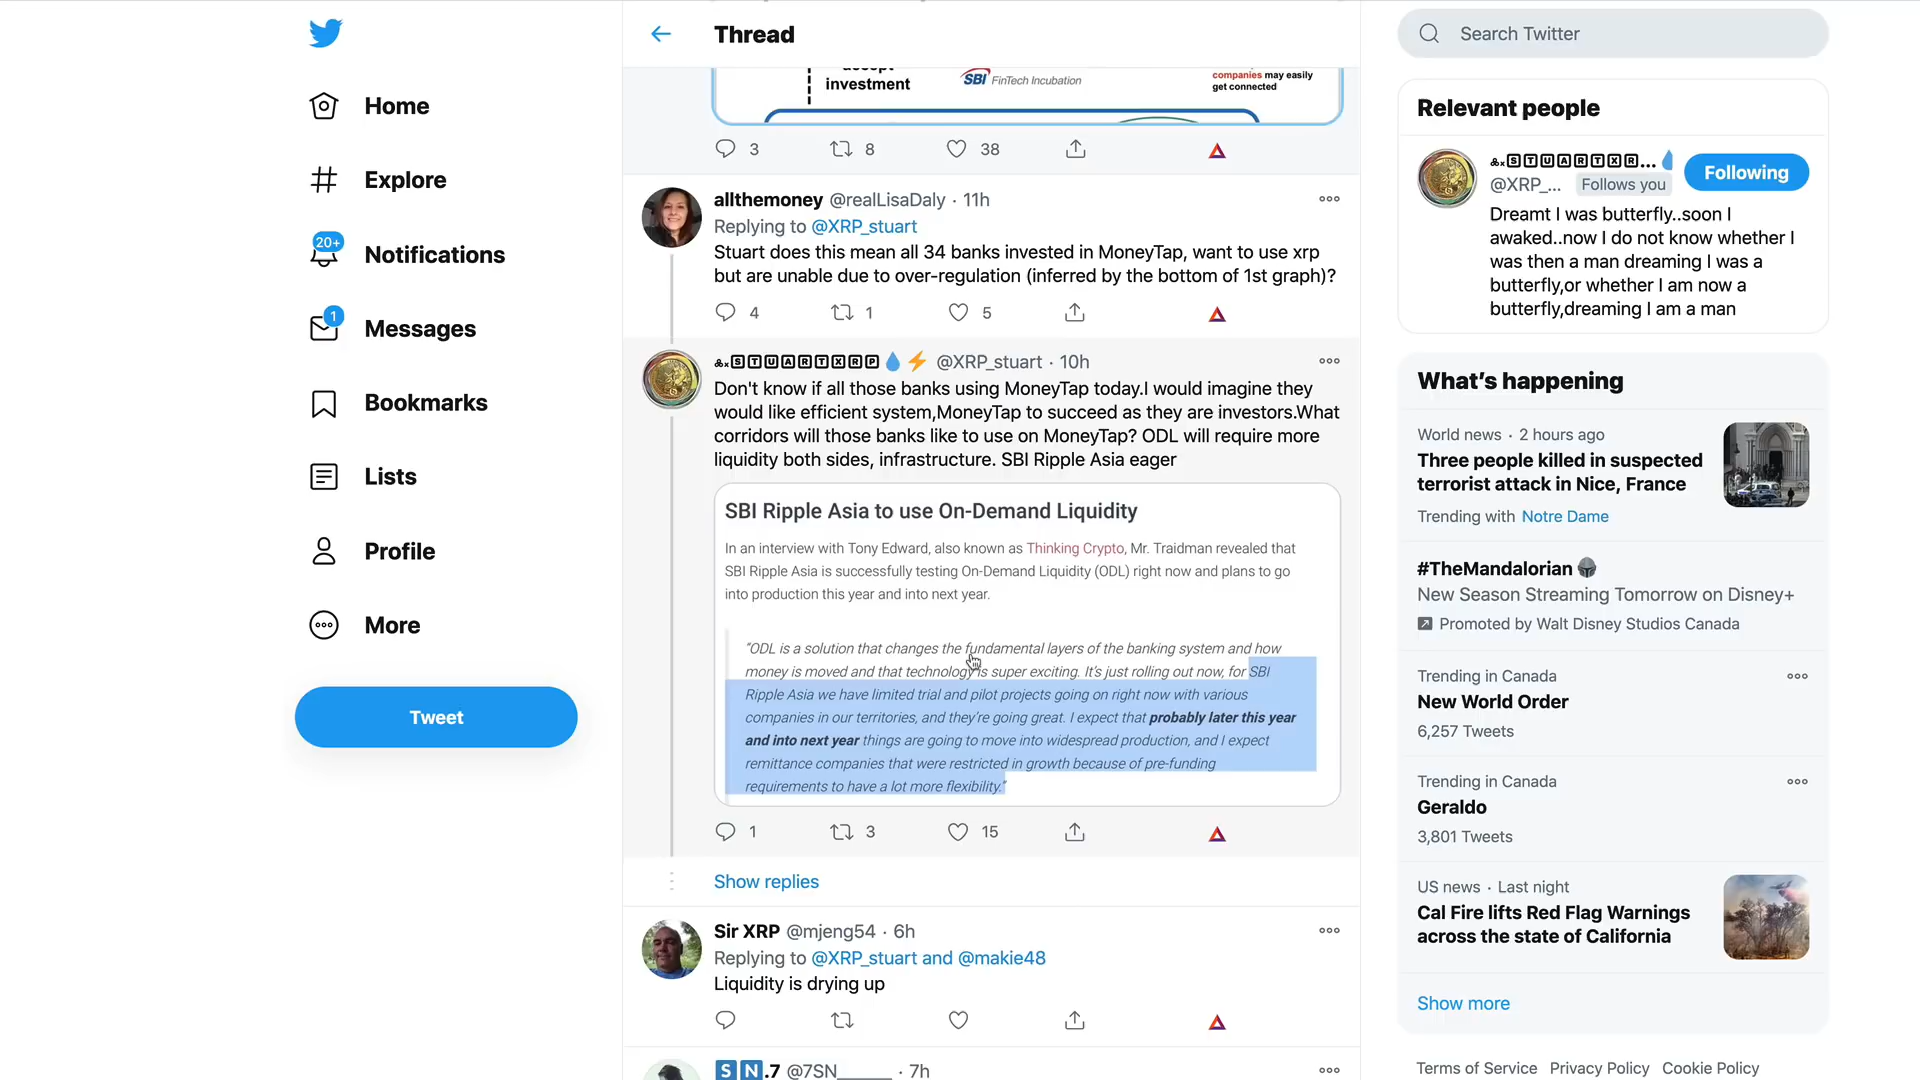 Home
Explore
20+
Notifications
1
Messages
Bookmarks
Lists
Profile
More
Tweet
Thread
investment
SBI FinTech Incubation
companies may easily
get connected
3
8
38
allthemoney @realLisaDaly · 11h
Replying to @XRP_stuart
Stuart does this mean all 34 banks invested in MoneyTap, want to use xrp
but are unable due to over-regulation (inferred by the bottom of 1st graph)?
4
1
5
🅂🅃🅄🄰🅁🅃🅇🅁🄿💧⚡ @XRP_stuart · 10h
Don't know if all those banks using MoneyTap today.I would imagine they
would like efficient system,MoneyTap to succeed as they are investors.What
corridors will those banks like to use on MoneyTap? ODL will require more
liquidity both sides, infrastructure. SBI Ripple Asia eager
SBI Ripple Asia to use On-Demand Liquidity
In an interview with Tony Edward, also known as Thinking Crypto, Mr. Traidman revealed that
SBI Ripple Asia is successfully testing On-Demand Liquidity (ODL) right now and plans to go
into production this year and into next year.
"ODL is a solution that changes the fundamental layers of the banking system and how
money is moved and that technology is super exciting. It's just rolling out now, for SBI
Ripple Asia we have limited trial and pilot projects going on right now with various
companies in our territories, and they're going great. I expect that probably later this year
and into next year things are going to move into widespread production, and I expect
remittance companies that were restricted in growth because of pre-funding
requirements to have a lot more flexibility."
1
3
15
Show replies
Sir XRP @mjeng54 · 6h
Replying to @XRP_stuart and @makie48
Liquidity is drying up
🅂 🄽.7 @7SN______ · 7h
Search Twitter
Relevant people
🅂🅃🅄🄰🅁🅃🅇🅁...💧
@XRP_... Follows you
Following
Dreamt I was butterfly..soon I
awaked..now I do not know whether I
was then a man dreaming I was a
butterfly,or whether I am now a
butterfly,dreaming I am a man
What's happening
World news · 2 hours ago
Three people killed in suspected
terrorist attack in Nice, France
Trending with Notre Dame
#TheMandalorian
New Season Streaming Tomorrow on Disney+
Promoted by Walt Disney Studios Canada
Trending in Canada
New World Order
6,257 Tweets
Trending in Canada
Geraldo
3,801 Tweets
US news · Last night
Cal Fire lifts Red Flag Warnings
across the state of California
Show more
Terms of Service Privacy Policy Cookie Policy